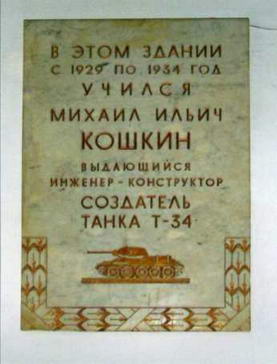 В ЭТОМ ЗДАНИИ
С 1929 ПО 1934 ГОД
УЧИЛСЯ
МИХАИЛ ИЛЬИЧ
КОШКИН
ВЫДАЮЩИЙСЯ
ИНЖЕНЕР-КОНСТРУКТОР
СОЗДАТЕЛЬ
ТАНКА Т-34